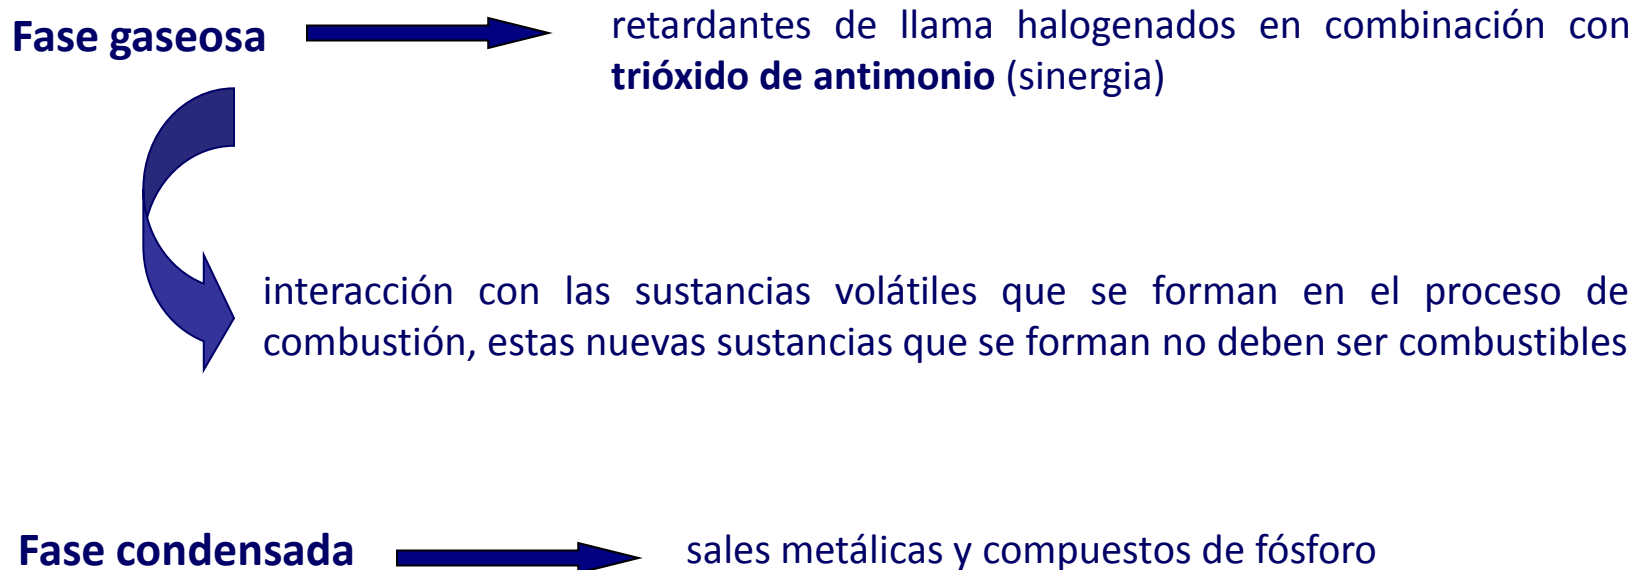 Fase gaseosa
retardantes de llama halogenados en combinación con
trióxido de antimonio (sinergia)
interacción con las sustancias volátiles que se forman en el proceso de
combustión, estas nuevas sustancias que se forman no deben ser combustibles
Fase condensada
sales metálicas y compuestos de fósforo